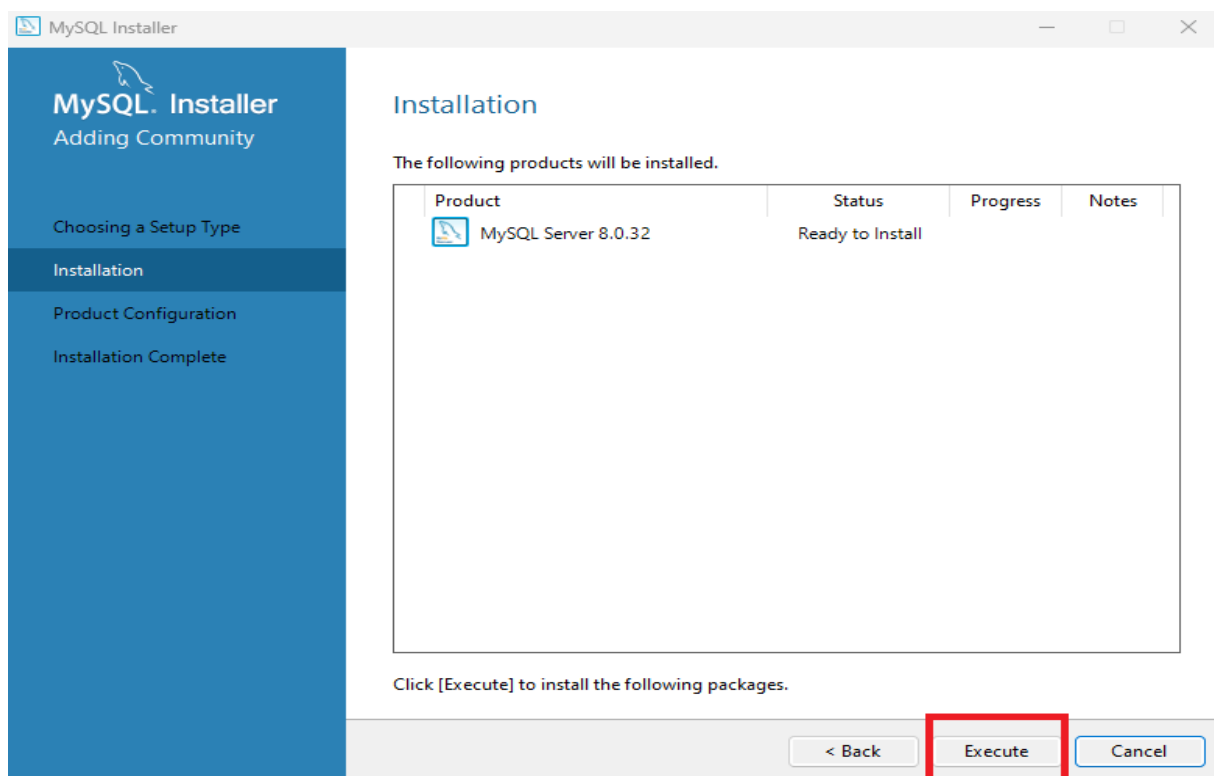 MySQL Installer
MySQL. Installer
Adding Community
Choosing a Setup Type
Installation
Product Configuration
Installation Complete
Installation
The following products will be installed.
Product Status Progress Notes
MySQL Server 8.0.32 Ready to Install
Click [Execute] to install the following packages.
< Back Execute Cancel